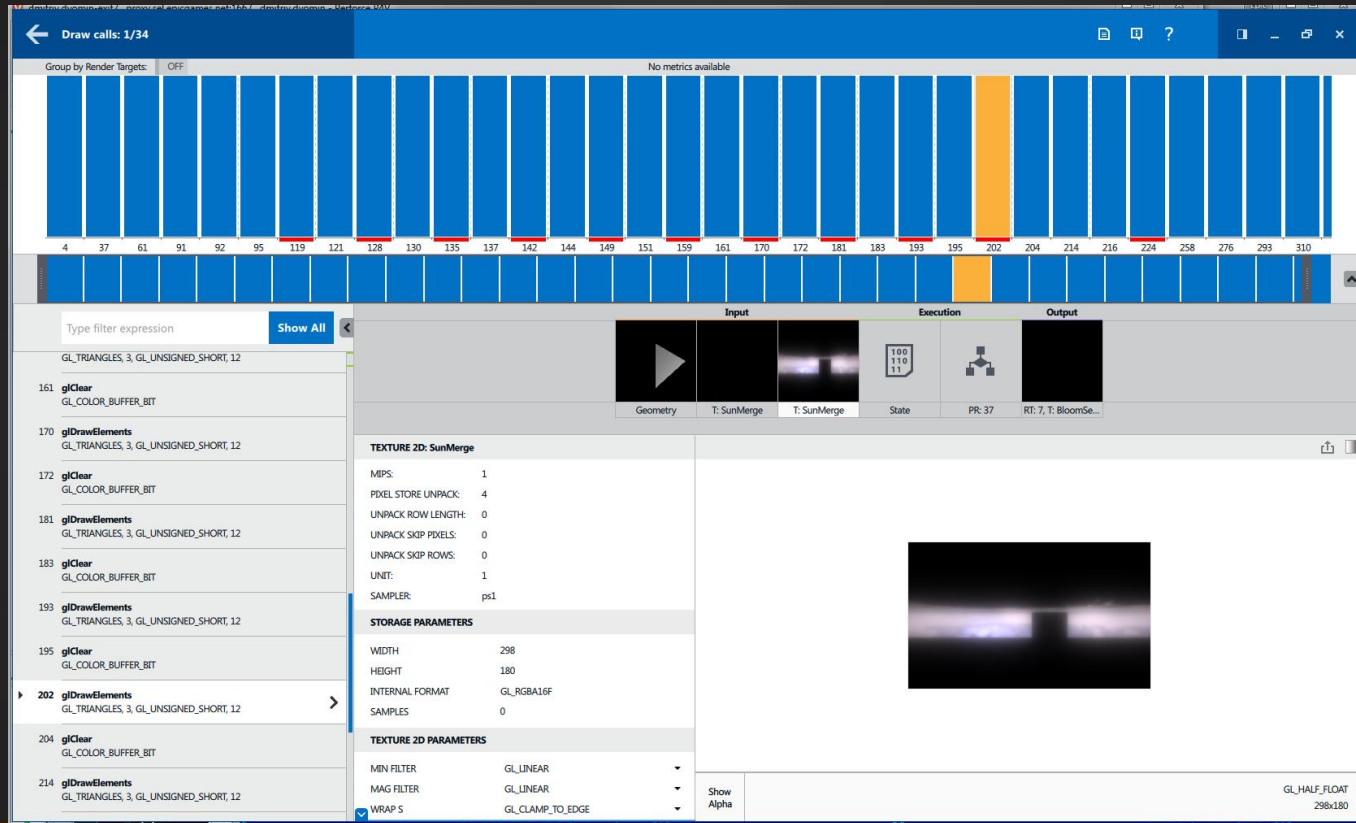 Draw calls: 1/34
?
Group by Render Targets: OFF
No metrics available
4 37 61 91 92 95 119 121 128 130 135 137 142 144 149 151 159 161 170 172 181 183 193 195 202 204 214 216 224 258 276 293 310
Type filter expression
Show All
Input Execution Output
Geometry T: SunMerge T: SunMerge State PR: 37 RT: 7, T: BloomSe...
GL_TRIANGLES, 3, GL_UNSIGNED_SHORT, 12
161 glClear
GL_COLOR_BUFFER_BIT
170 glDrawElements
GL_TRIANGLES, 3, GL_UNSIGNED_SHORT, 12
172 glClear
GL_COLOR_BUFFER_BIT
181 glDrawElements
GL_TRIANGLES, 3, GL_UNSIGNED_SHORT, 12
183 glClear
GL_COLOR_BUFFER_BIT
193 glDrawElements
GL_TRIANGLES, 3, GL_UNSIGNED_SHORT, 12
195 glClear
GL_COLOR_BUFFER_BIT
202 glDrawElements
GL_TRIANGLES, 3, GL_UNSIGNED_SHORT, 12
204 glClear
GL_COLOR_BUFFER_BIT
214 glDrawElements
GL_TRIANGLES, 3, GL_UNSIGNED_SHORT, 12
TEXTURE 2D: SunMerge
MIPS: 1
PIXEL STORE UNPACK: 4
UNPACK ROW LENGTH: 0
UNPACK SKIP PIXELS: 0
UNPACK SKIP ROWS: 0
UNIT: 1
SAMPLER: ps1
STORAGE PARAMETERS
WIDTH 298
HEIGHT 180
INTERNAL FORMAT GL_RGBA16F
SAMPLES 0
TEXTURE 2D PARAMETERS
MIN FILTER GL_LINEAR
MAG FILTER GL_LINEAR
WRAP S GL_CLAMP_TO_EDGE
Show
Alpha
GL_HALF_FLOAT
298x180